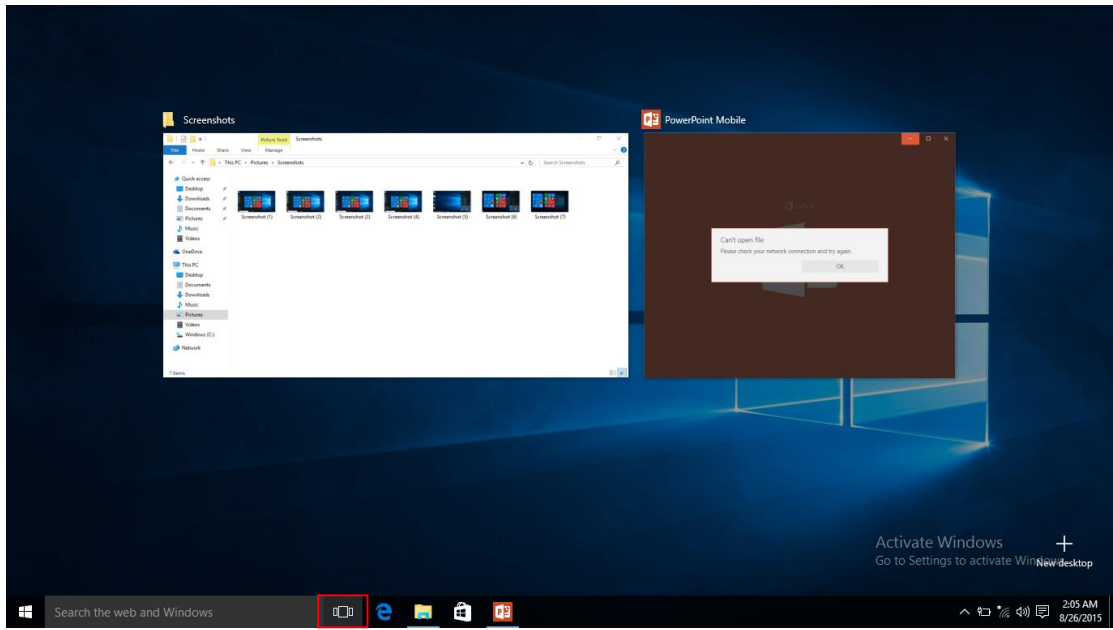 Screenshots
Picture Tools Screenshots
File Home Share View Manage
This PC › Pictures › Screenshots
Search Screenshots
Quick access
Desktop
Downloads
Documents
Pictures
Music
Videos
OneDrive
This PC
Desktop
Documents
Downloads
Music
Pictures
Videos
Windows (C:)
Network
Screenshot (1) Screenshot (2) Screenshot (3) Screenshot (4) Screenshot (5) Screenshot (6) Screenshot (7)
7 items
PowerPoint Mobile
Office
Can't open file
Please check your network connection and try again.
OK
Activate Windows
Go to Settings to activate Windows.
New desktop
Search the web and Windows
2:05 AM
8/26/2015